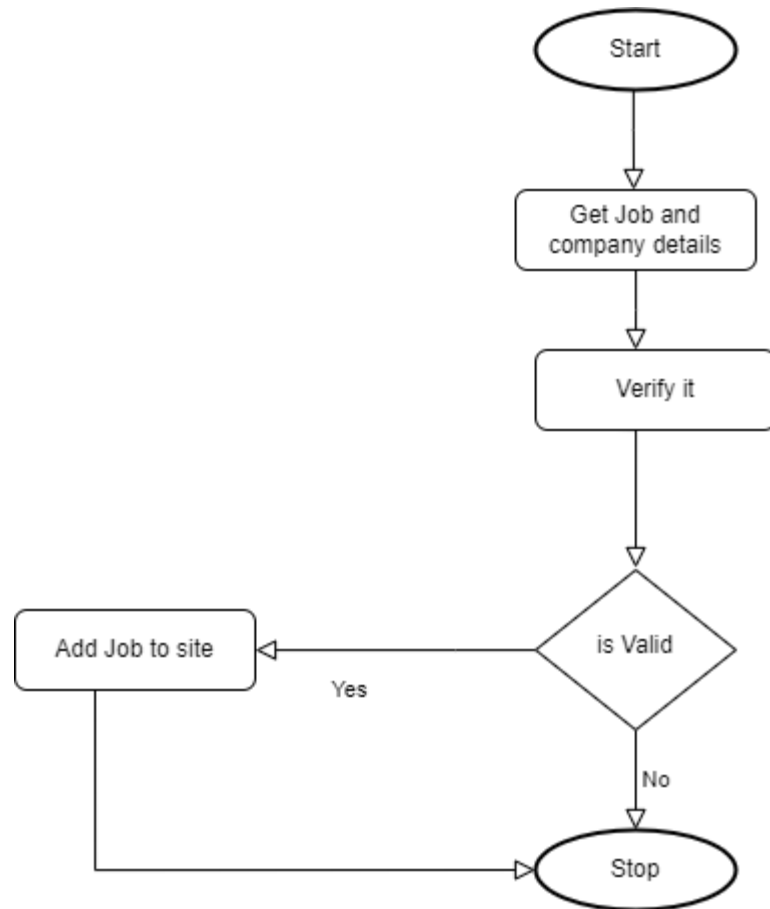 Start
Get Job and
company details
Verify it
is Valid
Add Job to site
Yes
No
Stop